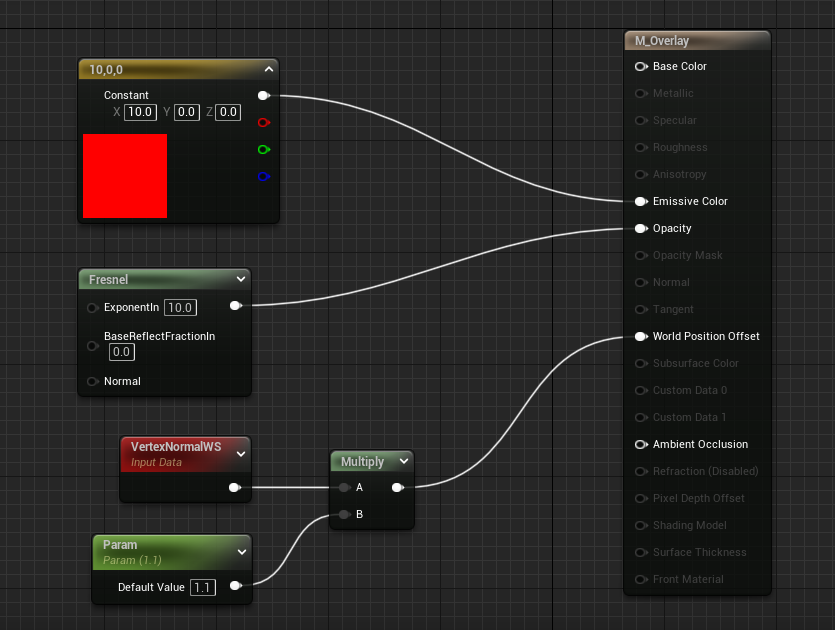 10,0,0
Constant
X 10.0 Y 0.0 Z 0.0
Fresnel
ExponentIn 10.0
BaseReflectFractionIn
0.0
Normal
VertexNormalWS
Input Data
Param
Param (1.1)
Default Value 1.1
Multiply
A
B
M_Overlay
Base Color
Metallic
Specular
Roughness
Anisotropy
Emissive Color
Opacity
Opacity Mask
Normal
Tangent
World Position Offset
Subsurface Color
Custom Data 0
Custom Data 1
Ambient Occlusion
Refraction (Disabled)
Pixel Depth Offset
Shading Model
Surface Thickness
Front Material